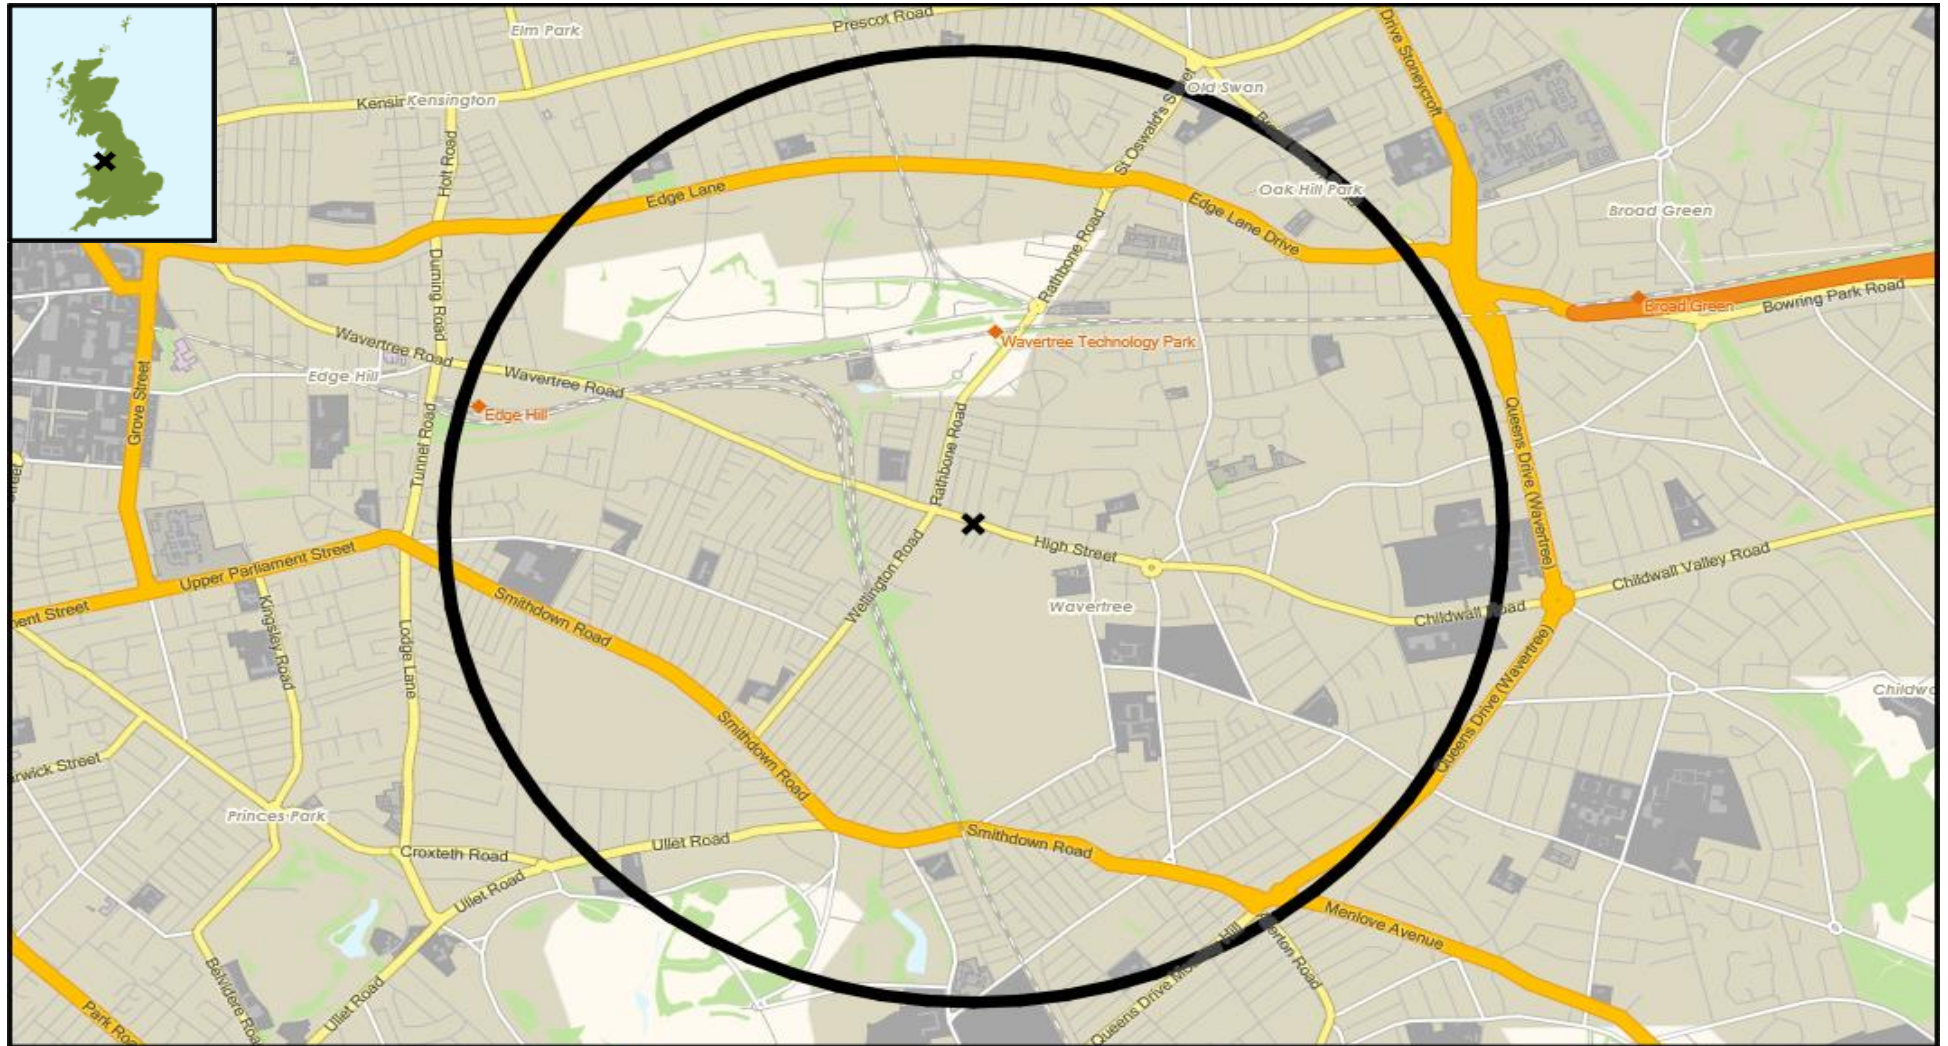 Elm Park
Prescot Road
Drive Stoneycroft
Kensington
Old Swan
Holt Road
St Oswald's Street
Oak Hill Park
Edge Lane
Edge Lane Drive
Broad Green
Rathbone Road
Durning Road
Broad Green
Bowring Park Road
Wavertree Road
Wavertree Technology Park
Edge Hill
Wavertree Road
Edge Hill
Grove Street
Tunnel Road
Rathbone Road
Queens Drive (Wavertree)
High Street
Upper Parliament Street
Childwall Valley Road
Wellington Road
Smithdown Road
Wavertree
Childwall Road
Kingsley Road
Lodge Lane
Queens Drive (Wavertree)
Smithdown Road
Princes Park
Ullet Road
Smithdown Road
Croxteth Road
Ullet Road
Menlove Avenue
Queens Drive
Hill
Road
Ullet Road
Park